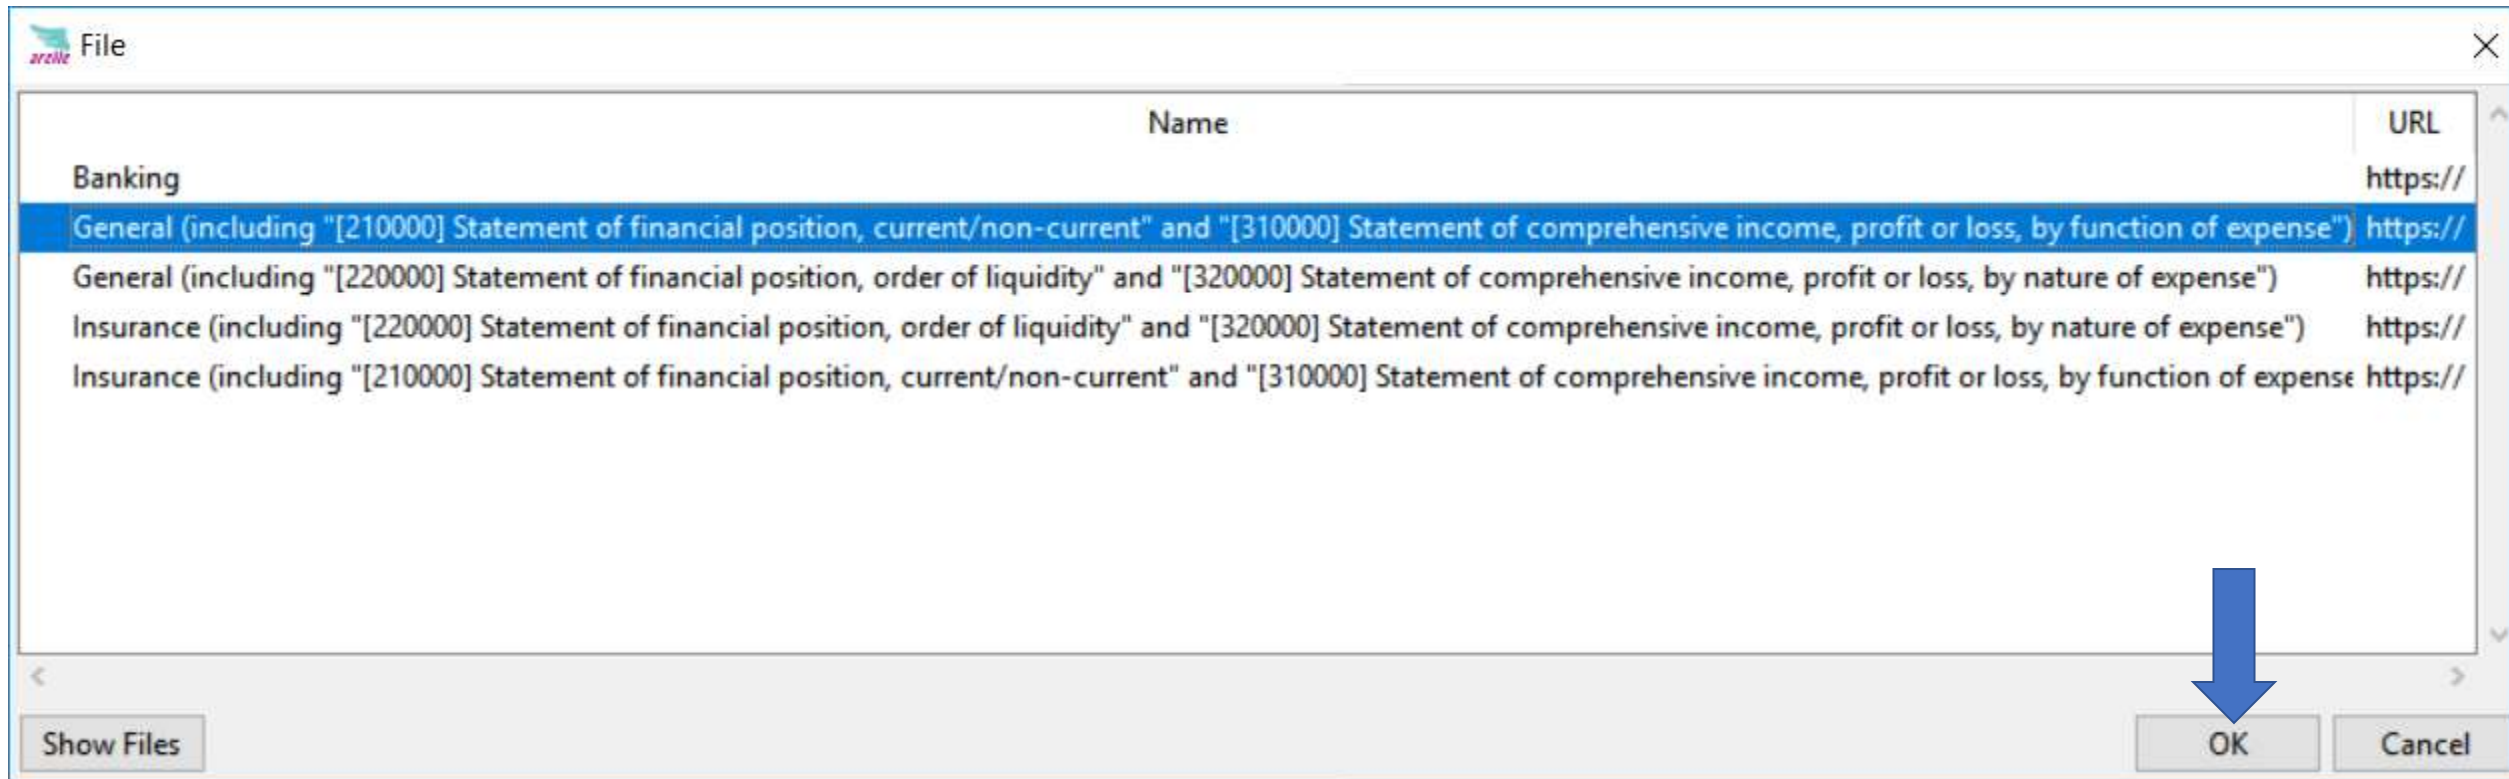 arelle File
Name URL
Banking https://
General (including "[210000] Statement of financial position, current/non-current" and "[310000] Statement of comprehensive income, profit or loss, by function of expense") https://
General (including "[220000] Statement of financial position, order of liquidity" and "[320000] Statement of comprehensive income, profit or loss, by nature of expense") https://
Insurance (including "[220000] Statement of financial position, order of liquidity" and "[320000] Statement of comprehensive income, profit or loss, by nature of expense") https://
Insurance (including "[210000] Statement of financial position, current/non-current" and "[310000] Statement of comprehensive income, profit or loss, by function of expense https://
Show Files OK Cancel